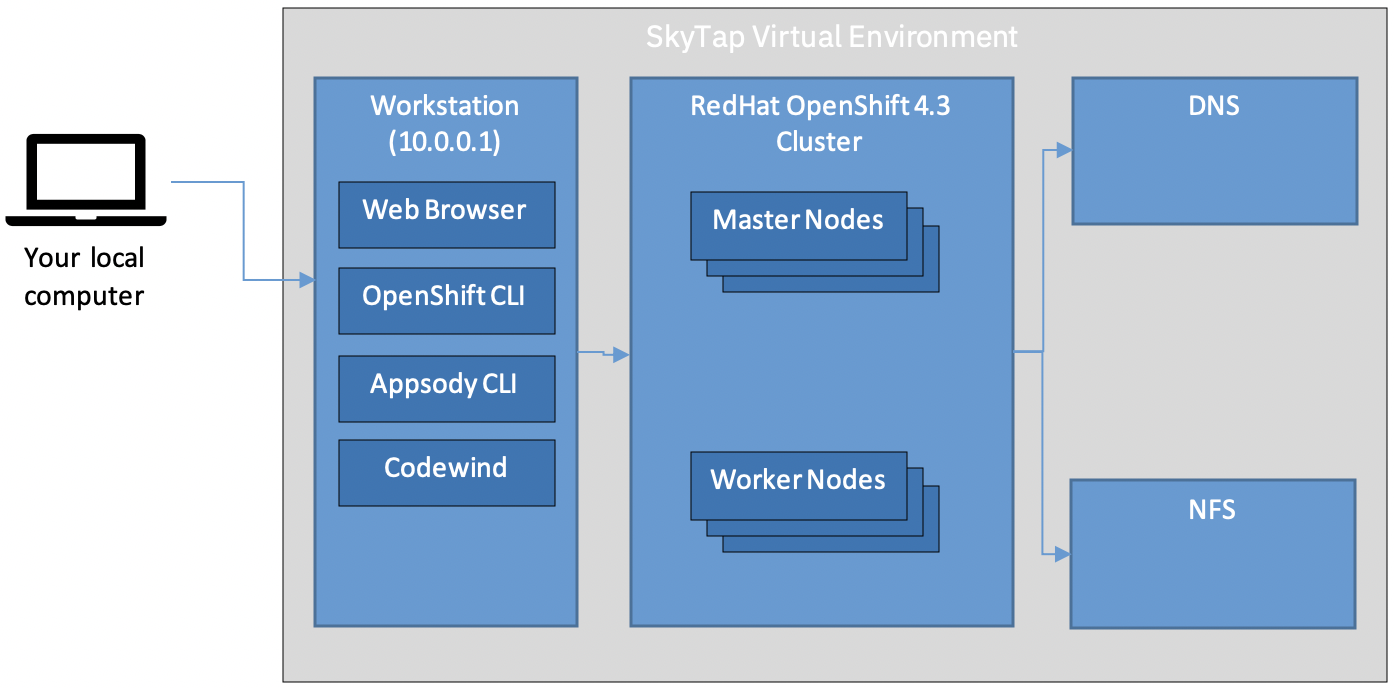 SkyTap Virtual Environment
Your local
computer
Workstation
(10.0.0.1)
Web Browser
OpenShift CLI
Appsody CLI
Codewind
RedHat OpenShift 4.3
Cluster
Master Nodes
Worker Nodes
DNS
NFS